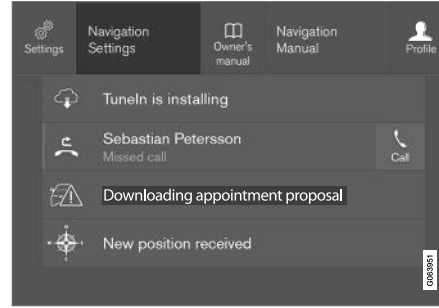 Settings
Navigation
Settings
Owner's
manual
Navigation
Manual
Profile
TuneIn is installing
Sebastian Petersson
Missed call
Call
Downloading appointment proposal
New position received
G063951